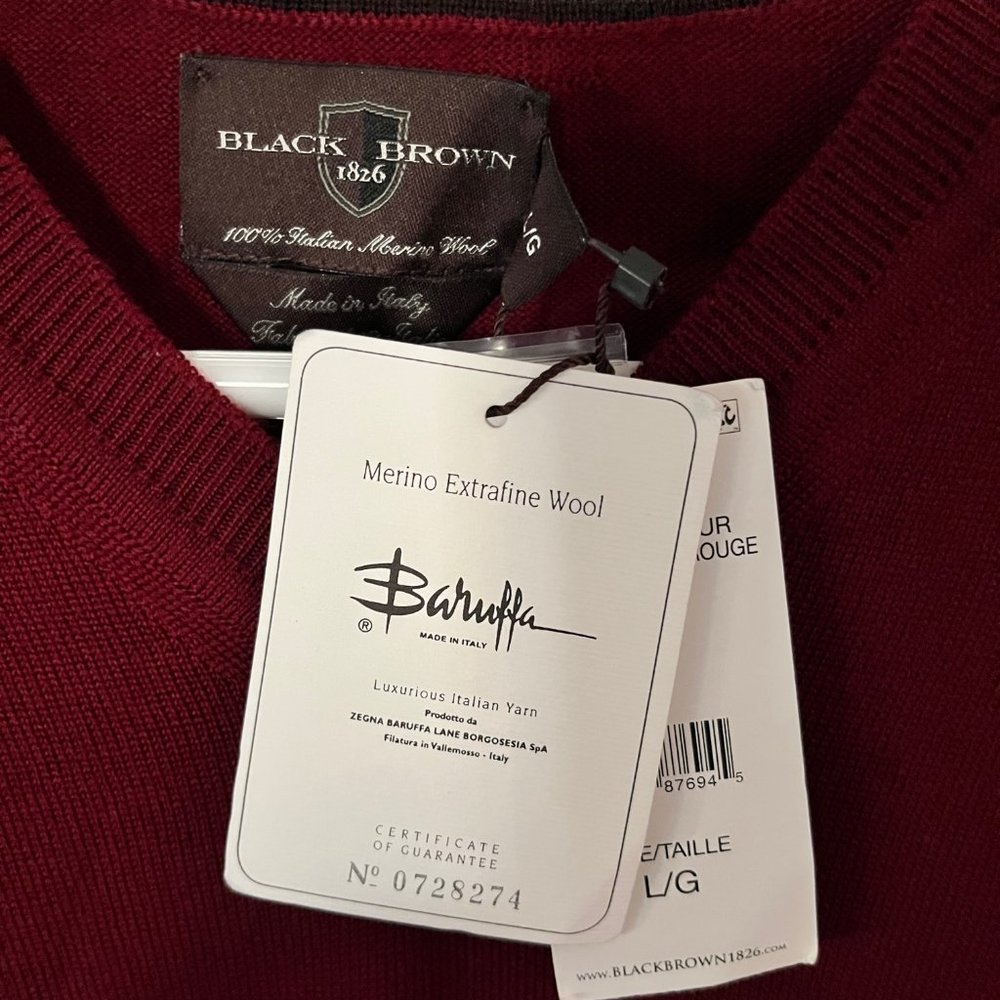 BLACK BROWN
1826
100% Italian Merino Wool
Made in Italy
/G
Merino Extrafine Wool
Baruffa
®
MADE IN ITALY
Luxurious Italian Yarn
Prodotto da
ZEGNA BARUFFA LANE BORGOSESIA SpA
Filatura in Vallemosso - Italy
CERTIFICATE
OF GUARANTEE
Nº 0728274
UR
OUGE
87694 5
E/TAILLE
L/G
www.BLACKBROWN1826.COM